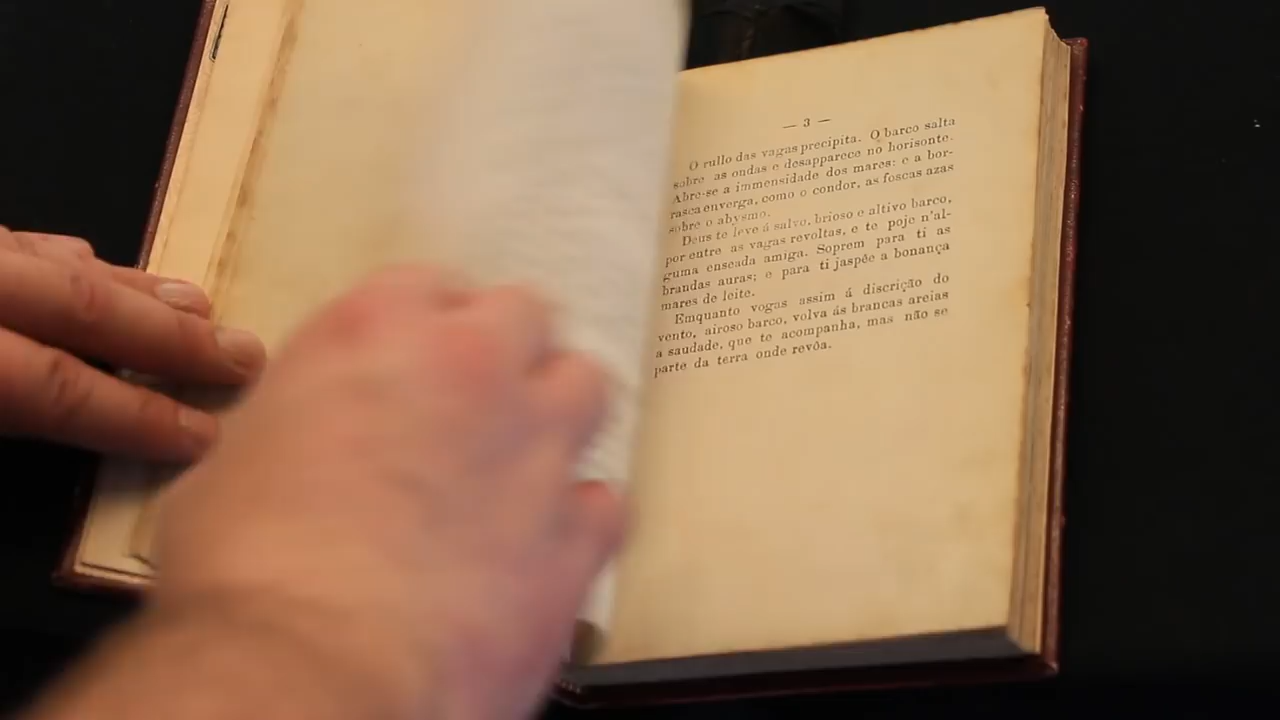 — 3 —
O rullo das vagas precipita. O barco salta
sobre as ondas e desapparece no horisonte.
Abre-se a immensidade dos mares: e a bor-
rasca enverga, como o condor, as foscas azas
sobre o abysmo.
Deus te leve á salvo, brioso e altivo barco,
por entre as vagas revoltas, e te poje n'al-
guma enseada amiga. Soprem para ti as
brandas auras; e para ti jaspêe a bonança
mares de leite.
Emquanto vogas assim á discrição do
vento, airoso barco, volva ás brancas areias
a saudade, que te acompanha, mas não se
parte da terra onde revôa.